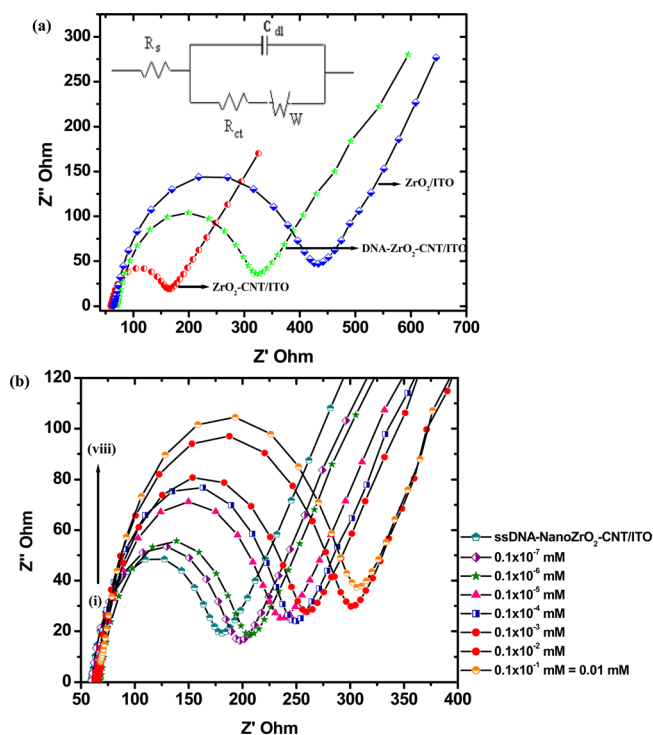 (a)
300
250
200
150
100
50
0
Z'' Ohm
R_s
C_dl
R_ct
W
ZrO₂/ITO
DNA-ZrO₂-CNT/ITO
ZrO₂-CNT/ITO
100 200 300 400 500 600 700
Z' Ohm
(b)
120
100
80
60
40
20
0
Z'' Ohm
(viii)
(i)
ssDNA-NanoZrO₂-CNT/ITO
0.1x10⁻⁷ mM
0.1x10⁻⁶ mM
0.1x10⁻⁵ mM
0.1x10⁻⁴ mM
0.1x10⁻³ mM
0.1x10⁻² mM
0.1x10⁻¹ mM = 0.01 mM
50 100 150 200 250 300 350 400
Z' Ohm